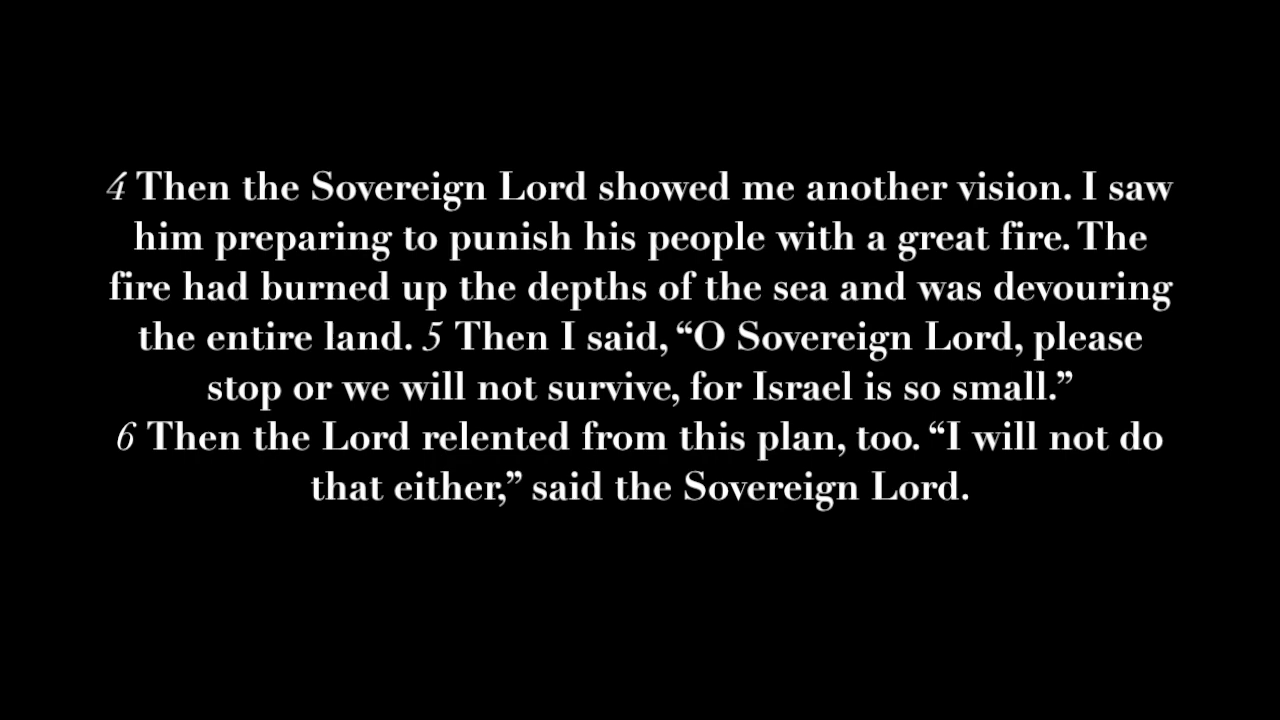 4 Then the Sovereign Lord showed me another vision. I saw
him preparing to punish his people with a great fire. The
fire had burned up the depths of the sea and was devouring
the entire land. 5 Then I said, “O Sovereign Lord, please
stop or we will not survive, for Israel is so small.”
6 Then the Lord relented from this plan, too. “I will not do
that either,” said the Sovereign Lord.